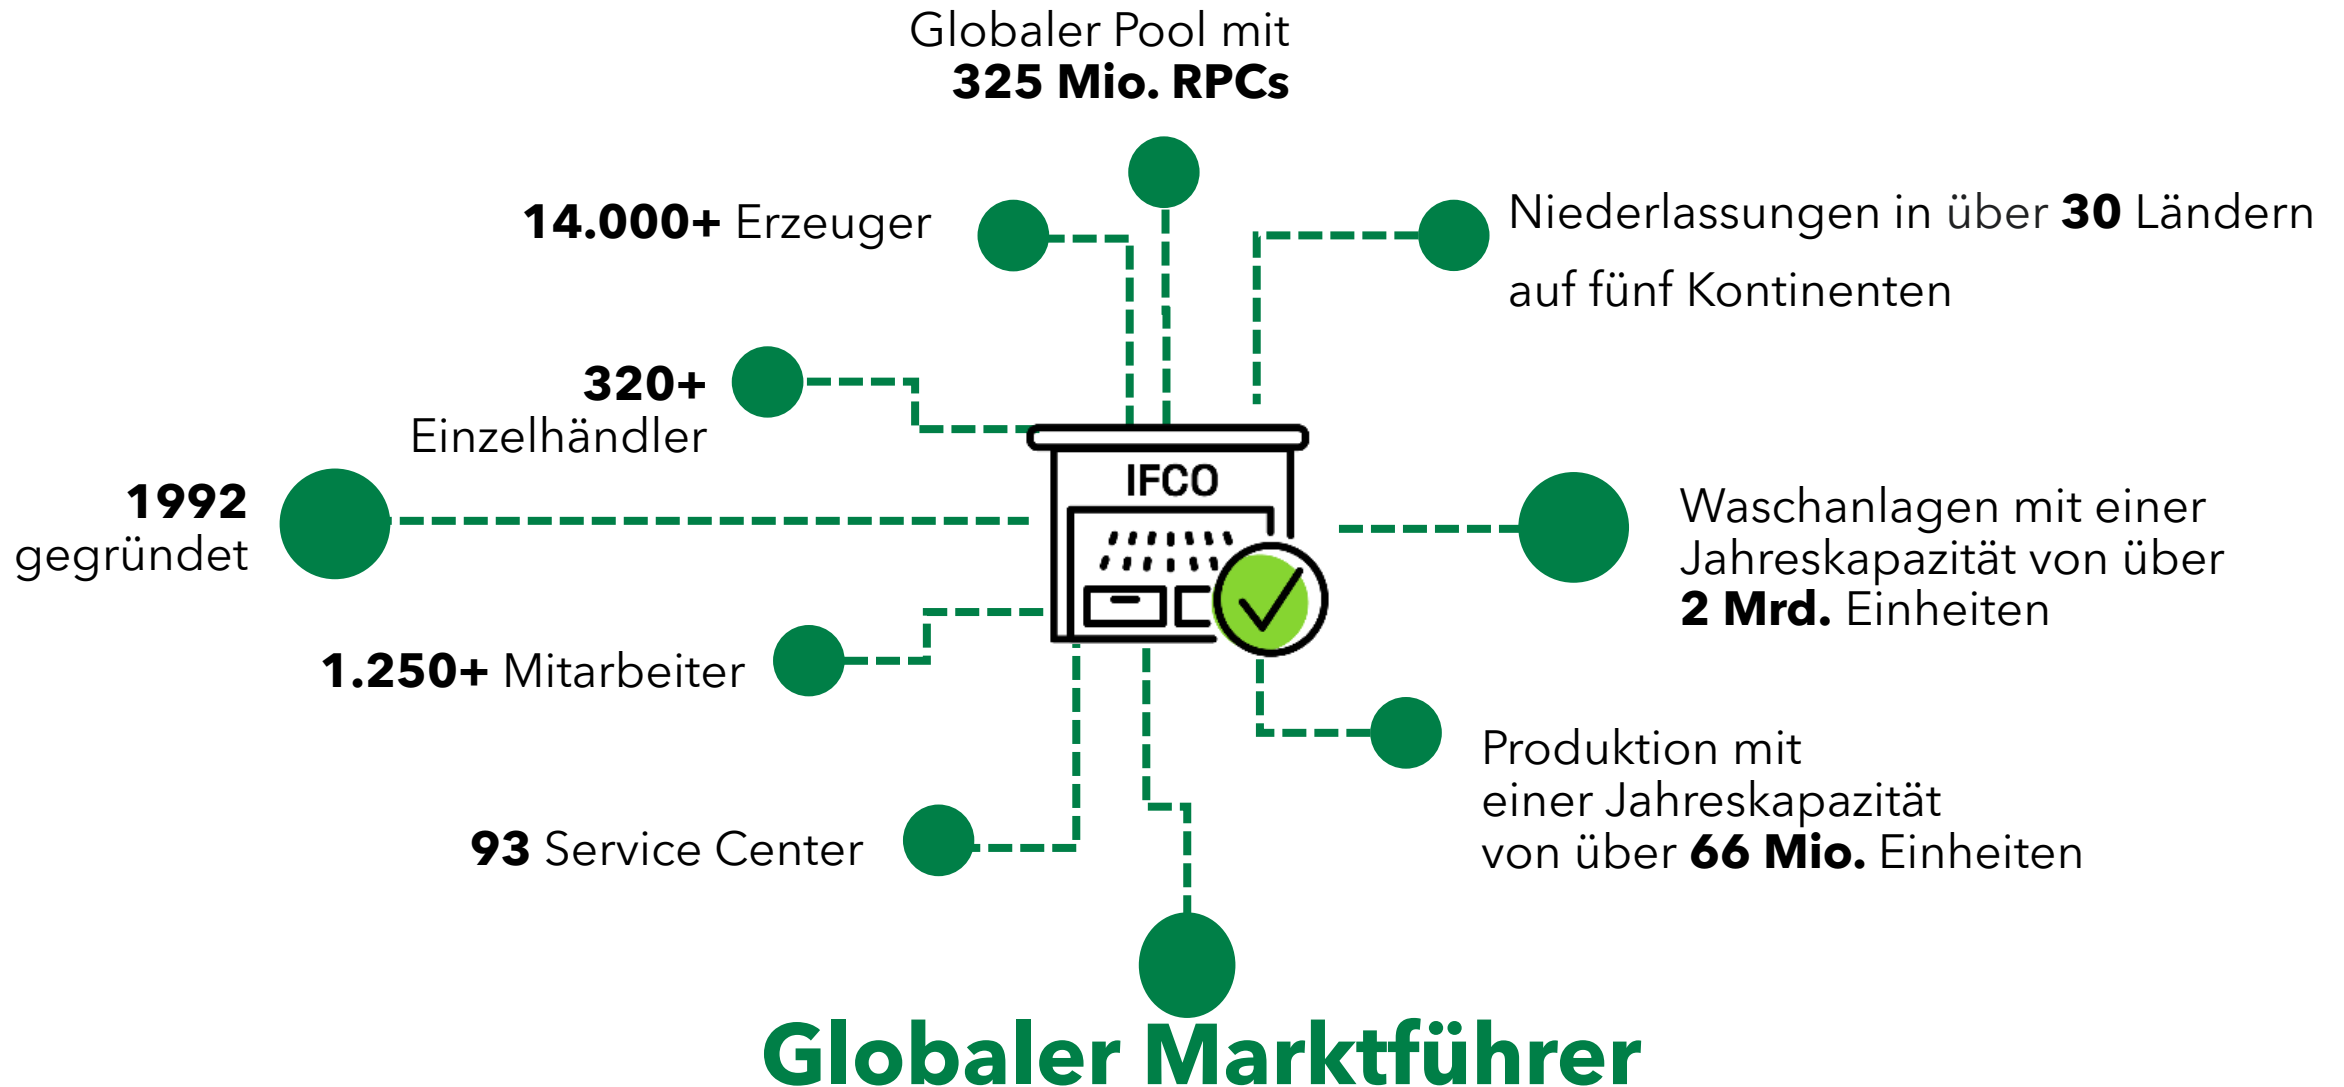 Globaler Pool mit
325 Mio. RPCs
14.000+ Erzeuger
Niederlassungen in über 30 Ländern
auf fünf Kontinenten
320+
Einzelhändler
IFCO
1992
gegründet
Waschanlagen mit einer
Jahreskapazität von über
2 Mrd. Einheiten
1.250+ Mitarbeiter
Produktion mit
einer Jahreskapazität
von über 66 Mio. Einheiten
93 Service Center
Globaler Marktführer